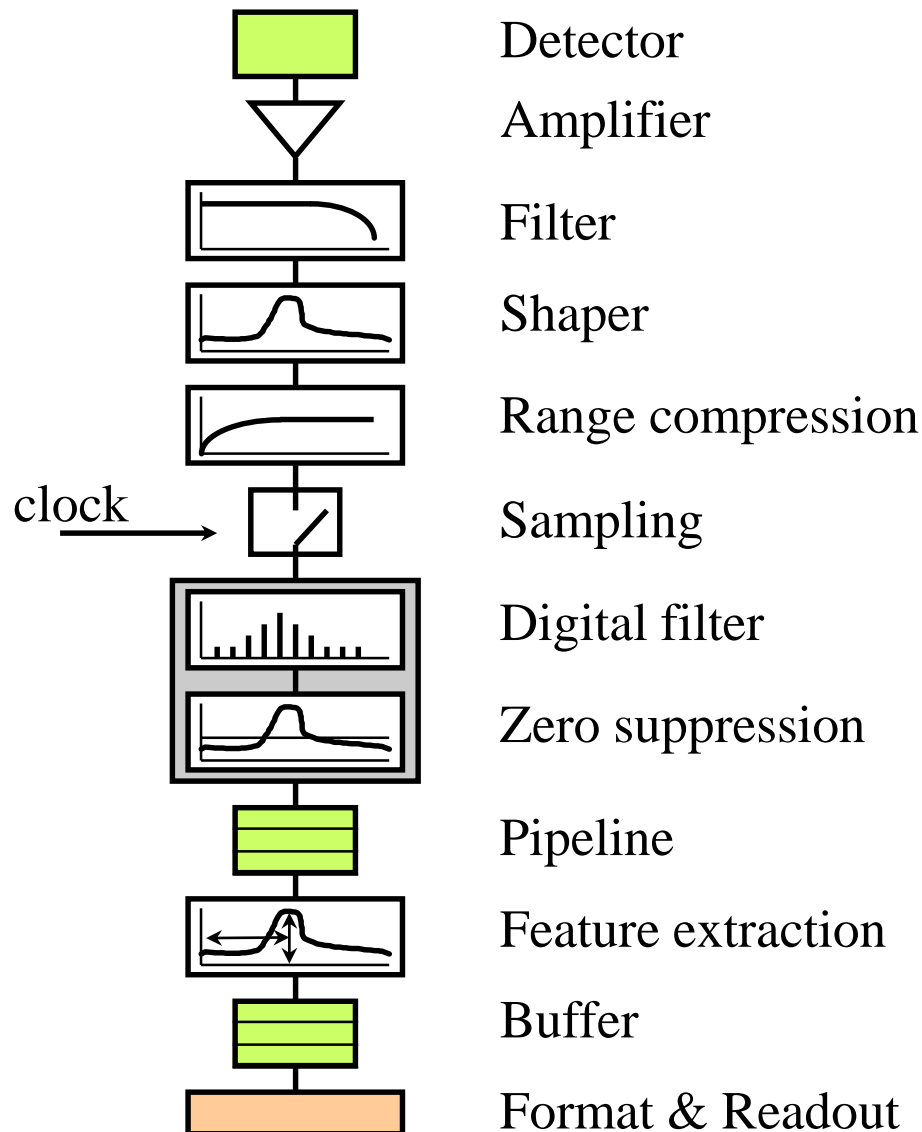 Detector
Amplifier
Filter
Shaper
Range compression
clock
Sampling
Digital filter
Zero suppression
Pipeline
Feature extraction
Buffer
Format & Readout